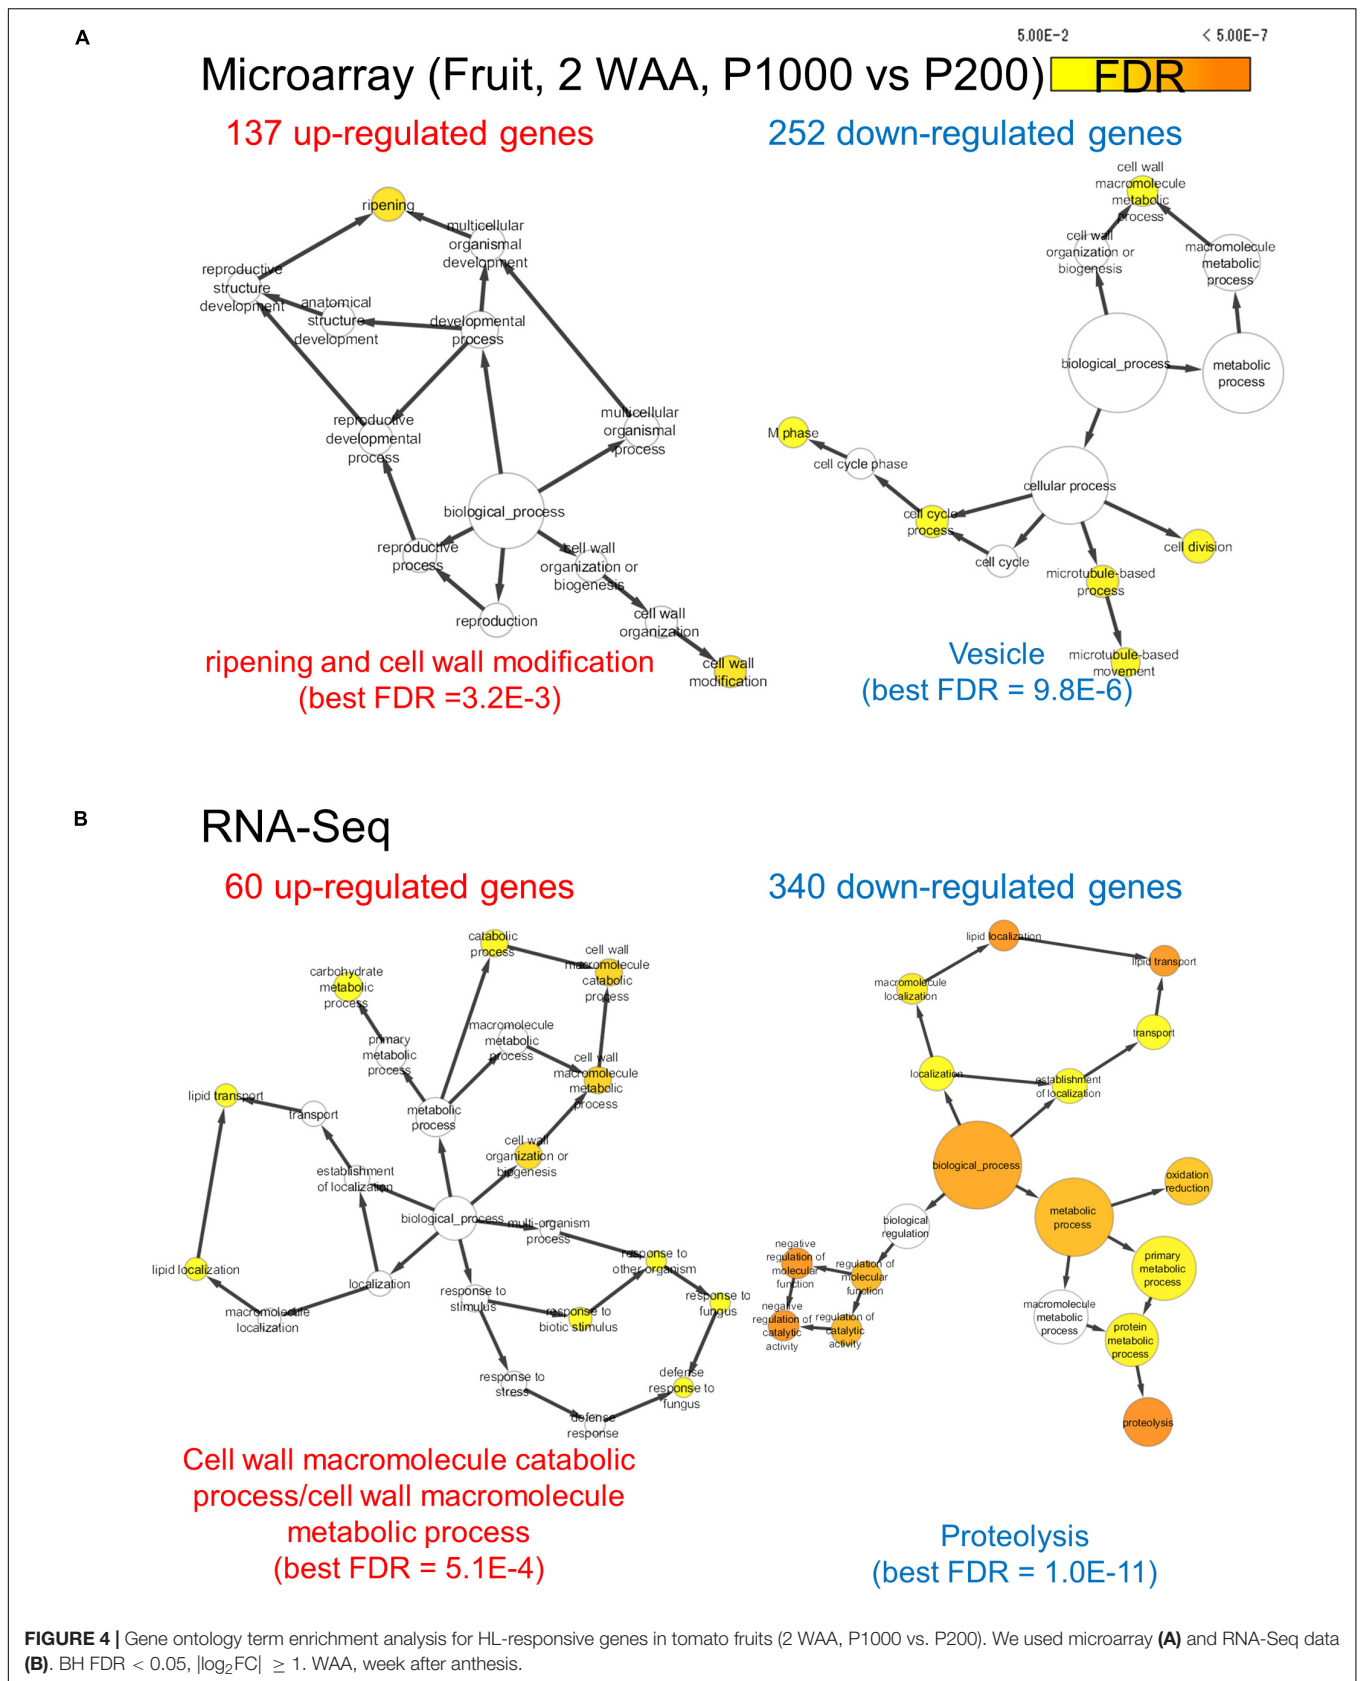 A
5.00E-2
< 5.00E-7
Microarray (Fruit, 2 WAA, P1000 vs P200)
FDR
137 up-regulated genes
252 down-regulated genes
ripening
multicellular
organismal
development
reproductive
structure
development
anatomical
structure
development
developmental
process
reproductive
developmental
process
multicellular
organismal
process
biological_process
reproductive
process
cell wall
organization or
biogenesis
reproduction
cell wall
organization
cell wall
modification
ripening and cell wall modification
(best FDR =3.2E-3)
cell wall
macromolecule
metabolic
process
cell wall
organization or
biogenesis
macromolecule
metabolic
process
biological_process
metabolic
process
M phase
cell cycle phase
cellular process
cell cycle
process
cell division
cell cycle
microtubule-based
process
microtubule-based
movement
Vesicle
(best FDR = 9.8E-6)
B
RNA-Seq
60 up-regulated genes
340 down-regulated genes
catabolic
process
cell wall
macromolecule
catabolic
process
carbohydrate
metabolic
process
macromolecule
metabolic
process
primary
metabolic
process
cell wall
macromolecule
metabolic
process
lipid transport
transport
metabolic
process
cell wall
organization or
biogenesis
establishment
of localization
biological_process
multi-organism
process
response to
other organism
lipid localization
localization
response to
stimulus
response to
fungus
macromolecule
localization
response to
biotic stimulus
response to
stress
defense
response to
fungus
defense
response
Cell wall macromolecule catabolic
process/cell wall macromolecule
metabolic process
(best FDR = 5.1E-4)
lipid localization
lipid transport
macromolecule
localization
transport
localization
establishment
of localization
biological_process
oxidation
reduction
metabolic
process
biological
regulation
negative
regulation of
molecular
function
regulation of
molecular
function
primary
metabolic
process
macromolecule
metabolic
process
negative
regulation of
catalytic
activity
regulation of
catalytic
activity
protein
metabolic
process
proteolysis
Proteolysis
(best FDR = 1.0E-11)
FIGURE 4 | Gene ontology term enrichment analysis for HL-responsive genes in tomato fruits (2 WAA, P1000 vs. P200). We used microarray (A) and RNA-Seq data
(B). BH FDR < 0.05, |log₂FC| ≥ 1. WAA, week after anthesis.